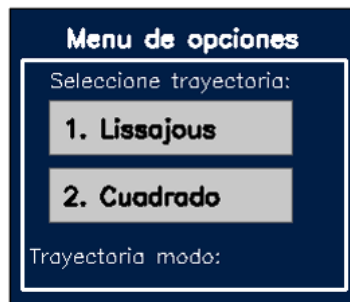 Menu de opciones
Seleccione trayectoria:
1. Lissajous
2. Cuadrado
Trayectoria modo: